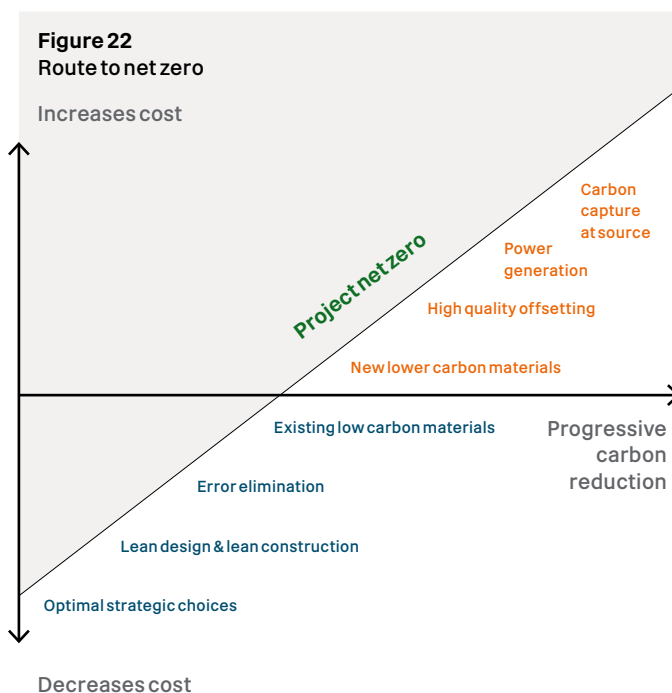 Figure 22
Route to net zero
Increases cost
Carbon
capture
at source
Power
generation
Project net zero
High quality offsetting
New lower carbon materials
Existing low carbon materials
Progressive
carbon
reduction
Error elimination
Lean design & lean construction
Optimal strategic choices
Decreases cost